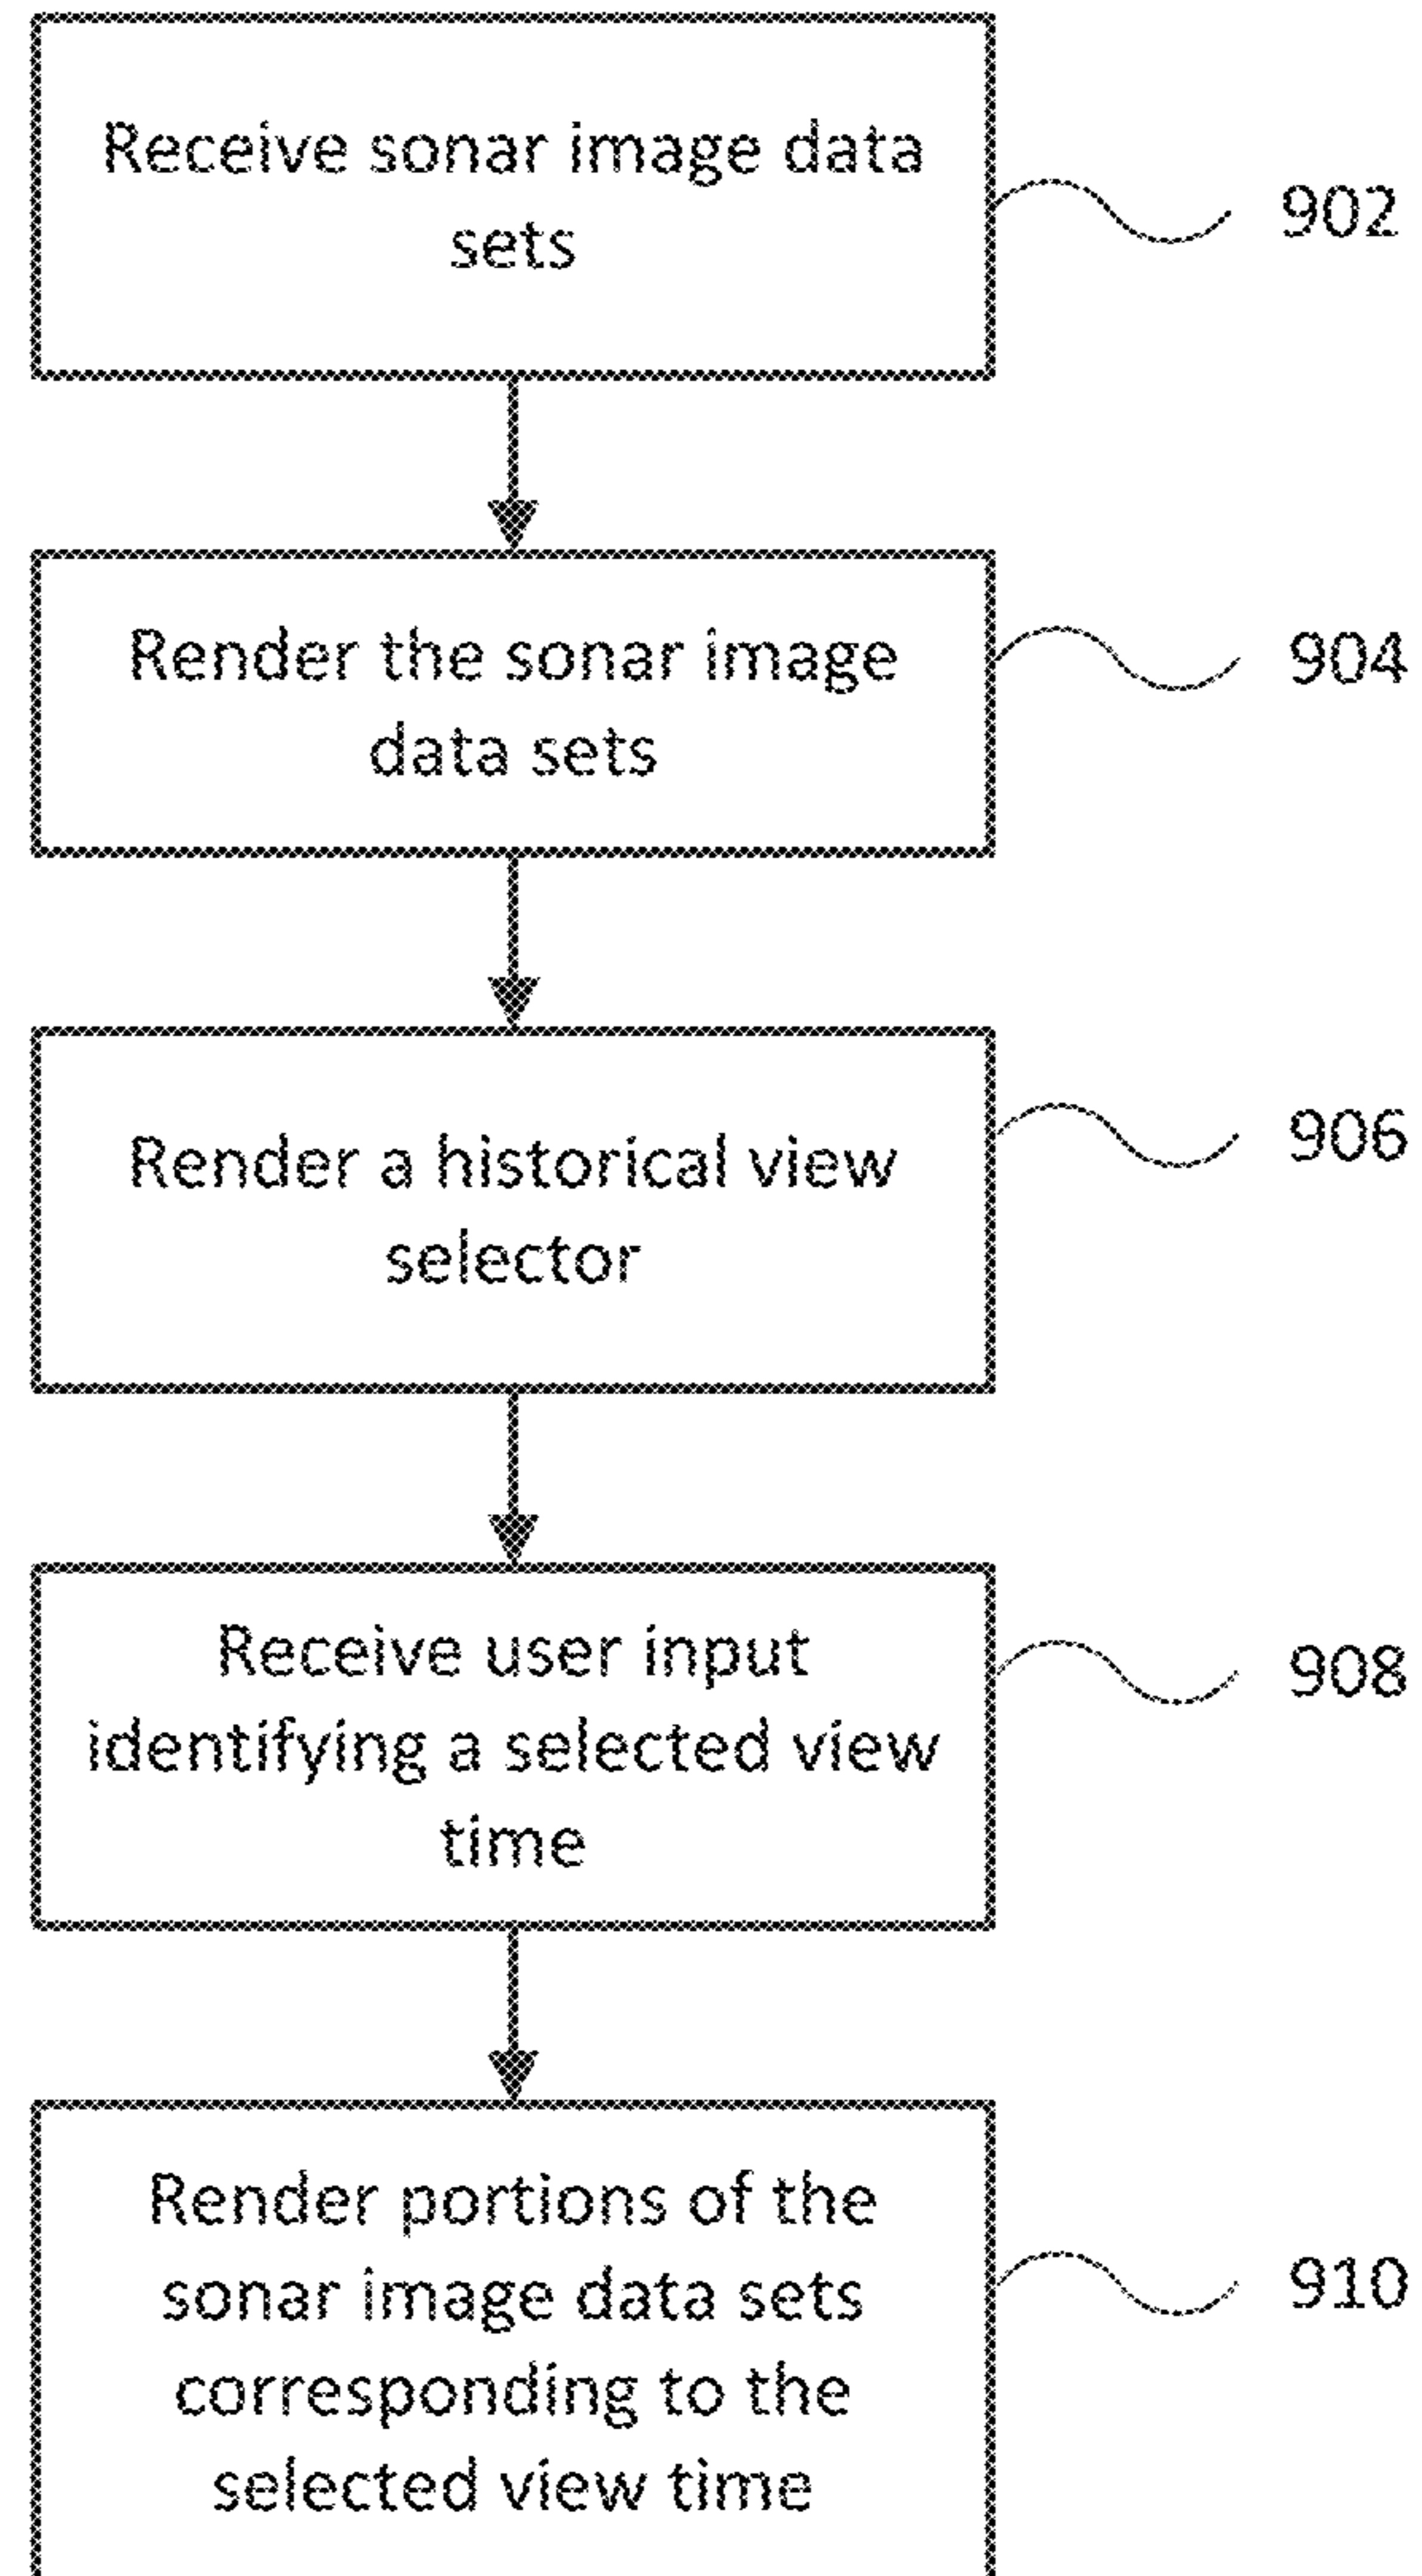 Receive sonar image data
sets
902
Render the sonar image
data sets
904
Render a historical view
selector
906
Receive user input
identifying a selected view
time
908
Render portions of the
sonar image data sets
corresponding to the
selected view time
910